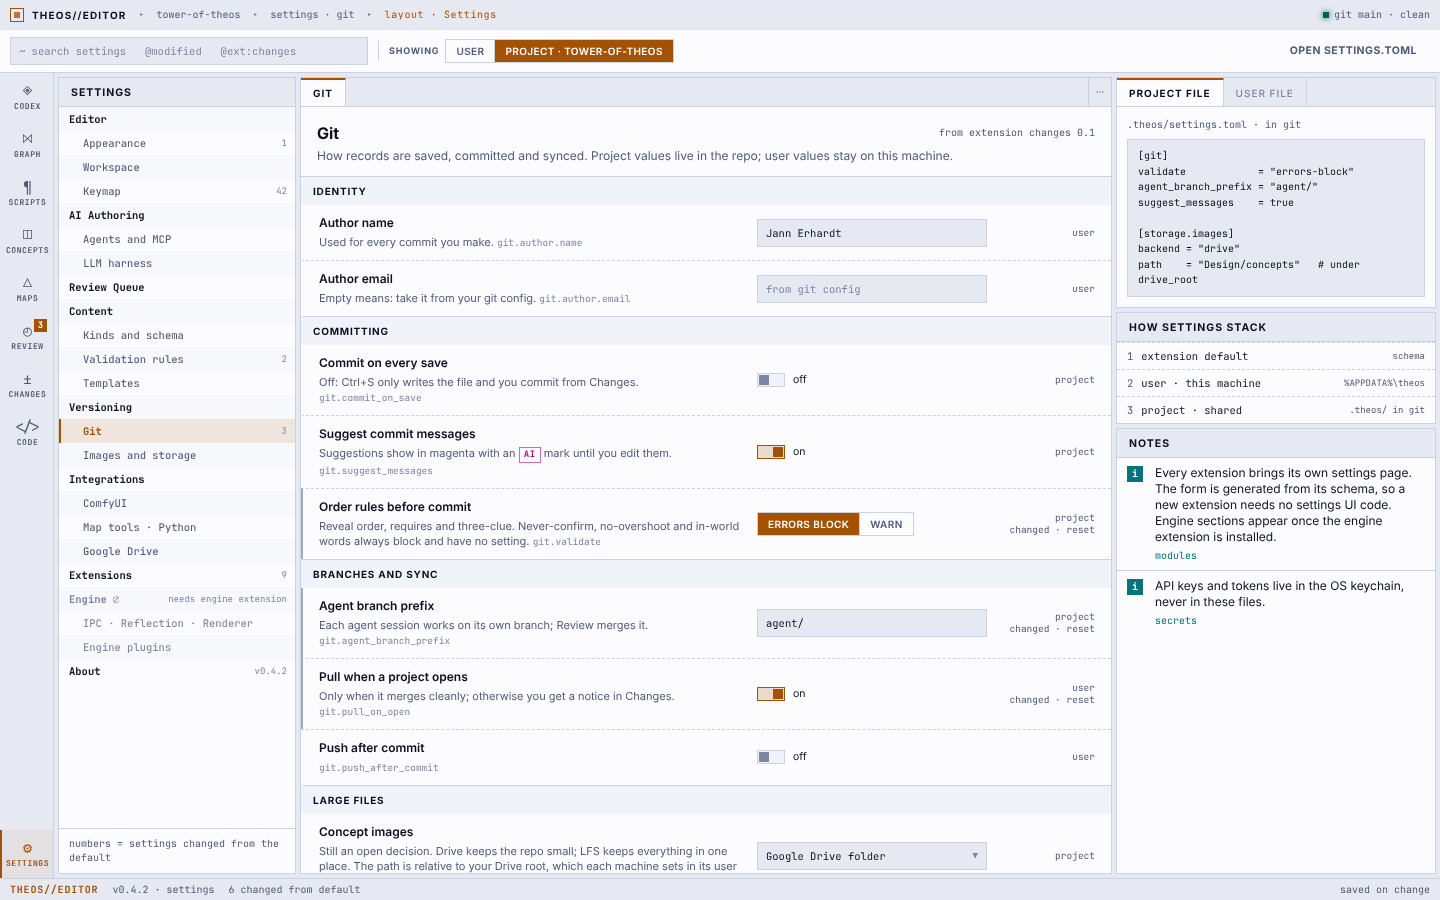 THEOS//EDITOR ▸ tower-of-theos ▸ settings · git ▸ layout · Settings
git main · clean
~ search settings @modified @ext:changes
SHOWING USER PROJECT · TOWER-OF-THEOS
OPEN SETTINGS.TOML
CODEX
GRAPH
SCRIPTS
CONCEPTS
MAPS
3
REVIEW
CHANGES
CODE
SETTINGS
SETTINGS
Editor
Appearance 1
Workspace
Keymap 42
AI Authoring
Agents and MCP
LLM harness
Review Queue
Content
Kinds and schema
Validation rules 2
Templates
Versioning
Git 3
Images and storage
Integrations
ComfyUI
Map tools · Python
Google Drive
Extensions 9
Engine ∅ needs engine extension
IPC · Reflection · Renderer
Engine plugins
About v0.4.2
numbers = settings changed from the
default
GIT
⋯
Git
from extension changes 0.1
How records are saved, committed and synced. Project values live in the repo; user values stay on this machine.
IDENTITY
Author name
Used for every commit you make. git.author.name
Jann Erhardt
user
Author email
Empty means: take it from your git config. git.author.email
from git config
user
COMMITTING
Commit on every save
Off: Ctrl+S only writes the file and you commit from Changes.
git.commit_on_save
off
project
Suggest commit messages
Suggestions show in magenta with an AI mark until you edit them.
git.suggest_messages
on
project
Order rules before commit
Reveal order, requires and three-clue. Never-confirm, no-overshoot and in-world
words always block and have no setting. git.validate
ERRORS BLOCK WARN
project
changed · reset
BRANCHES AND SYNC
Agent branch prefix
Each agent session works on its own branch; Review merges it.
git.agent_branch_prefix
agent/
project
changed · reset
Pull when a project opens
Only when it merges cleanly; otherwise you get a notice in Changes.
git.pull_on_open
on
user
changed · reset
Push after commit
git.push_after_commit
off
user
LARGE FILES
Concept images
Still an open decision. Drive keeps the repo small; LFS keeps everything in one
place. The path is relative to your Drive root, which each machine sets in its user
Google Drive folder
project
PROJECT FILE USER FILE
.theos/settings.toml · in git
[git]
validate = "errors-block"
agent_branch_prefix = "agent/"
suggest_messages = true
[storage.images]
backend = "drive"
path = "Design/concepts" # under
drive_root
HOW SETTINGS STACK
1 extension default schema
2 user · this machine %APPDATA%\theos
3 project · shared .theos/ in git
NOTES
i
Every extension brings its own settings page.
The form is generated from its schema, so a
new extension needs no settings UI code.
Engine sections appear once the engine
extension is installed.
modules
i
API keys and tokens live in the OS keychain,
never in these files.
secrets
THEOS//EDITOR v0.4.2 · settings 6 changed from default
saved on change